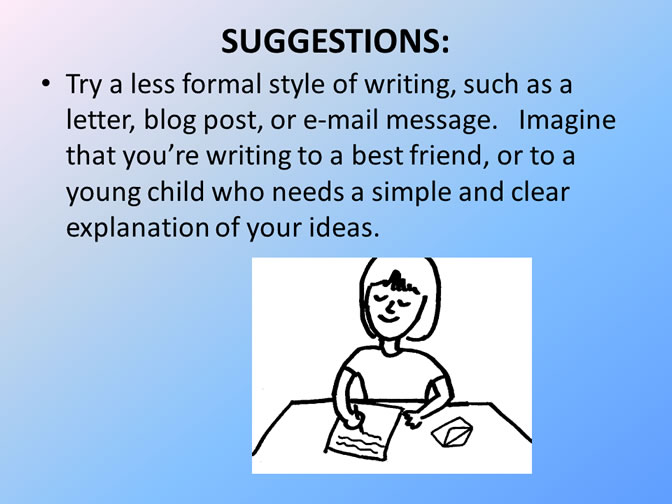 SUGGESTIONS:
• Try a less formal style of writing, such as a
letter, blog post, or e-mail message.   Imagine
that you’re writing to a best friend, or to a
young child who needs a simple and clear
explanation of your ideas.